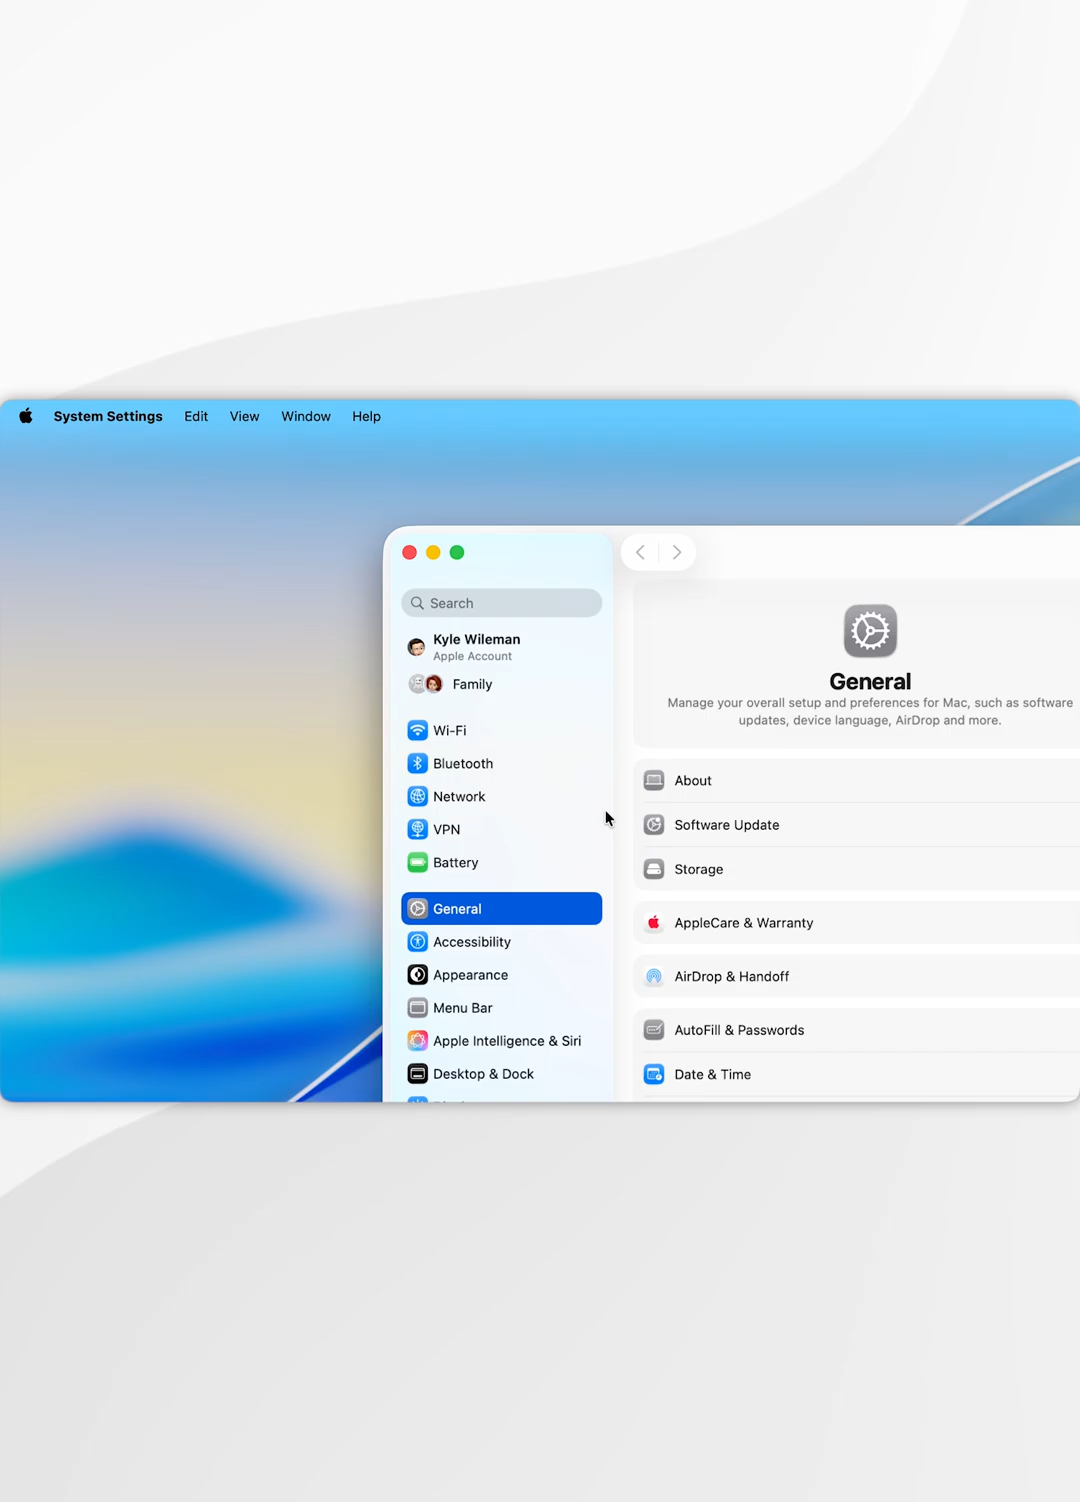 System Settings Edit View Window Help
Search
Kyle Wileman
Apple Account
Family
Wi-Fi
Bluetooth
Network
VPN
Battery
General
Accessibility
Appearance
Menu Bar
Apple Intelligence & Siri
Desktop & Dock
General
Manage your overall setup and preferences for Mac, such as software
updates, device language, AirDrop and more.
About
Software Update
Storage
AppleCare & Warranty
AirDrop & Handoff
AutoFill & Passwords
Date & Time